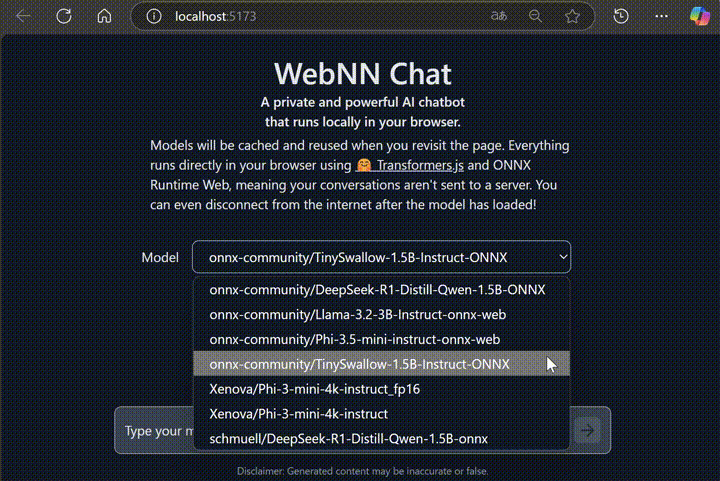 localhost:5173
WebNN Chat
A private and powerful AI chatbot
that runs locally in your browser.
Models will be cached and reused when you revisit the page. Everything
runs directly in your browser using 🤗 Transformers.js and ONNX
Runtime Web, meaning your conversations aren't sent to a server. You
can even disconnect from the internet after the model has loaded!
Model onnx-community/TinySwallow-1.5B-Instruct-ONNX
onnx-community/DeepSeek-R1-Distill-Qwen-1.5B-ONNX
onnx-community/Llama-3.2-3B-Instruct-onnx-web
onnx-community/Phi-3.5-mini-instruct-onnx-web
onnx-community/TinySwallow-1.5B-Instruct-ONNX
Xenova/Phi-3-mini-4k-instruct_fp16
Xenova/Phi-3-mini-4k-instruct
Type your m
schmuell/DeepSeek-R1-Distill-Qwen-1.5B-onnx
Disclaimer: Generated content may be inaccurate or false.